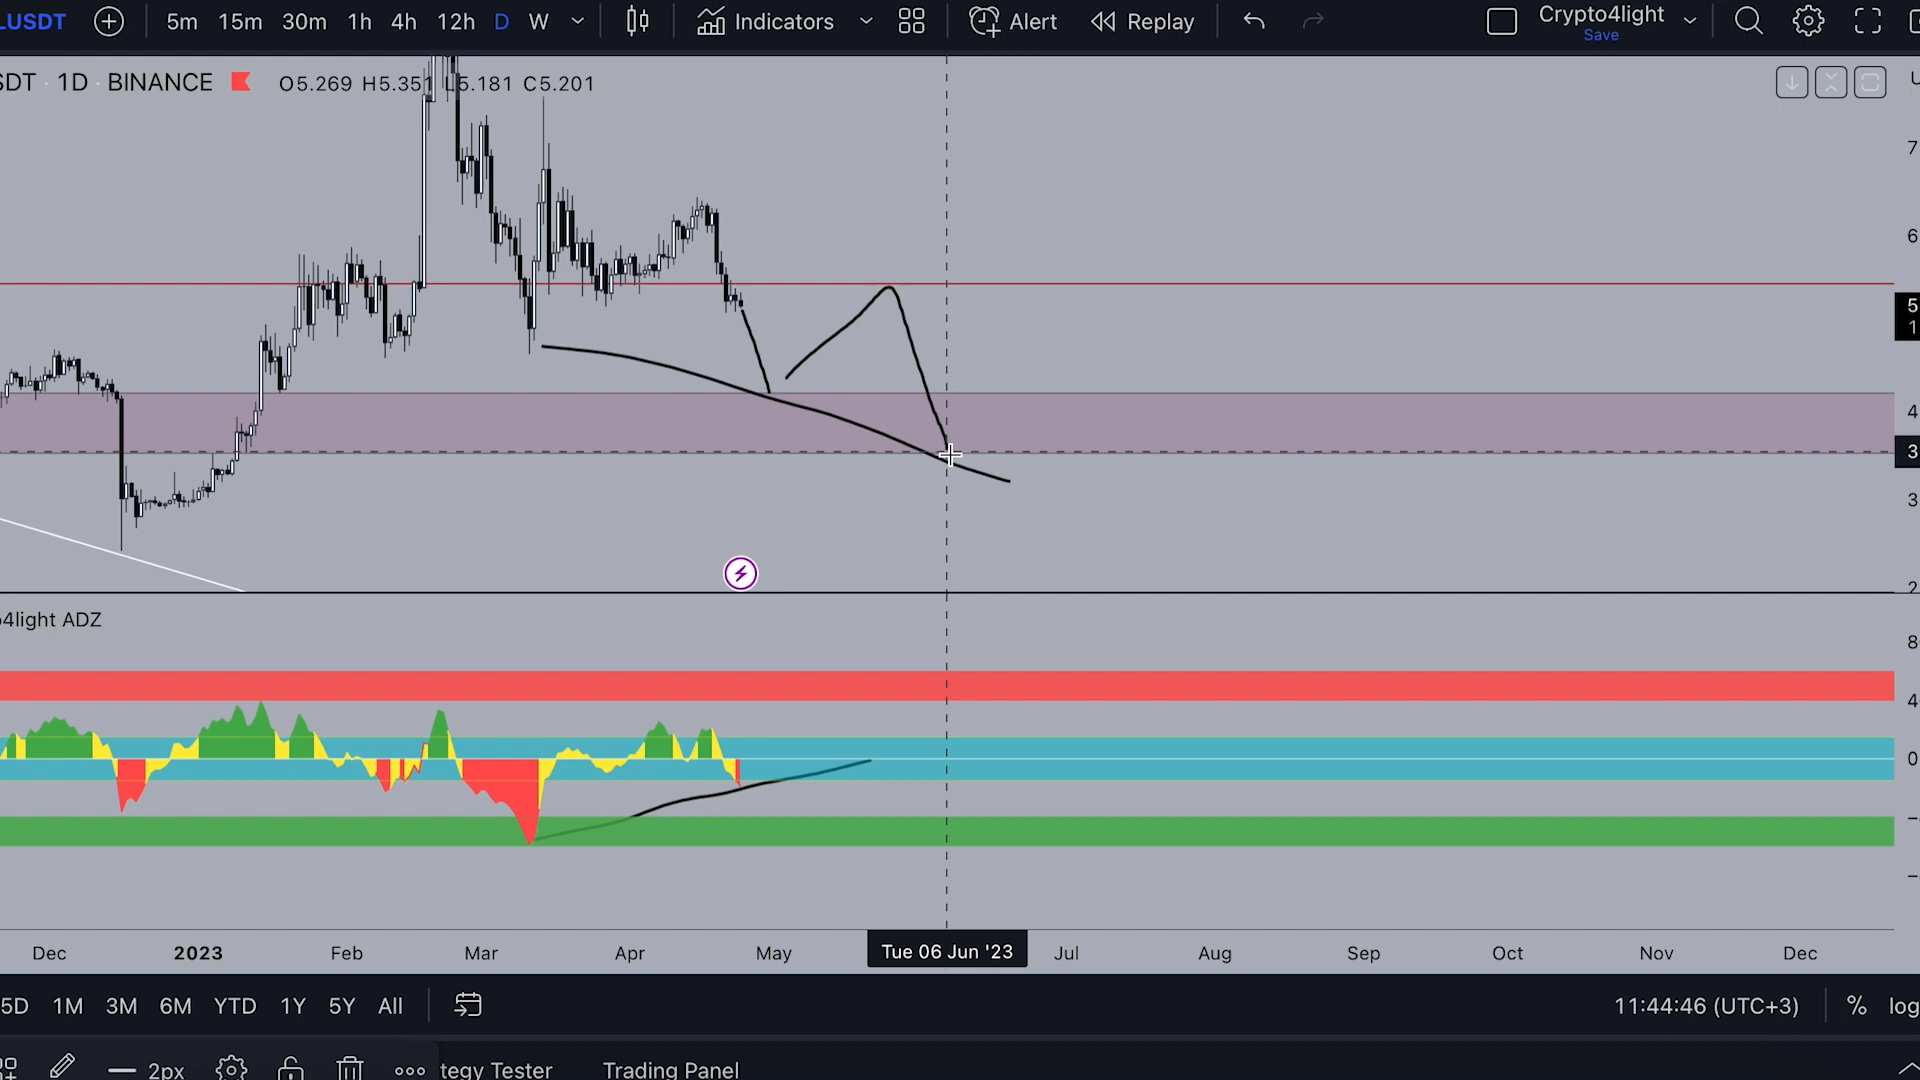 LUSDT 5m 15m 30m 1h 4h 12h D W Indicators Alert Replay Crypto4light
Save
SDT · 1D · BINANCE O5.269 H5.351 L5.181 C5.201
7
6
5
1
4
3
3
2
o4light ADZ
8
4
0
Dec 2023 Feb Mar Apr May Tue 06 Jun '23 Jul Aug Sep Oct Nov Dec
5D 1M 3M 6M YTD 1Y 5Y All 11:44:46 (UTC+3) % log
2px tegy Tester Trading Panel